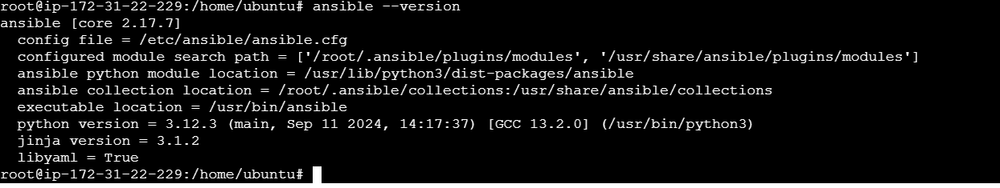 root@ip-172-31-22-229:/home/ubuntu# ansible --version
ansible [core 2.17.7]
  config file = /etc/ansible/ansible.cfg
  configured module search path = ['/root/.ansible/plugins/modules', '/usr/share/ansible/plugins/modules']
  ansible python module location = /usr/lib/python3/dist-packages/ansible
  ansible collection location = /root/.ansible/collections:/usr/share/ansible/collections
  executable location = /usr/bin/ansible
  python version = 3.12.3 (main, Sep 11 2024, 14:17:37) [GCC 13.2.0] (/usr/bin/python3)
  jinja version = 3.1.2
  libyaml = True
root@ip-172-31-22-229:/home/ubuntu#